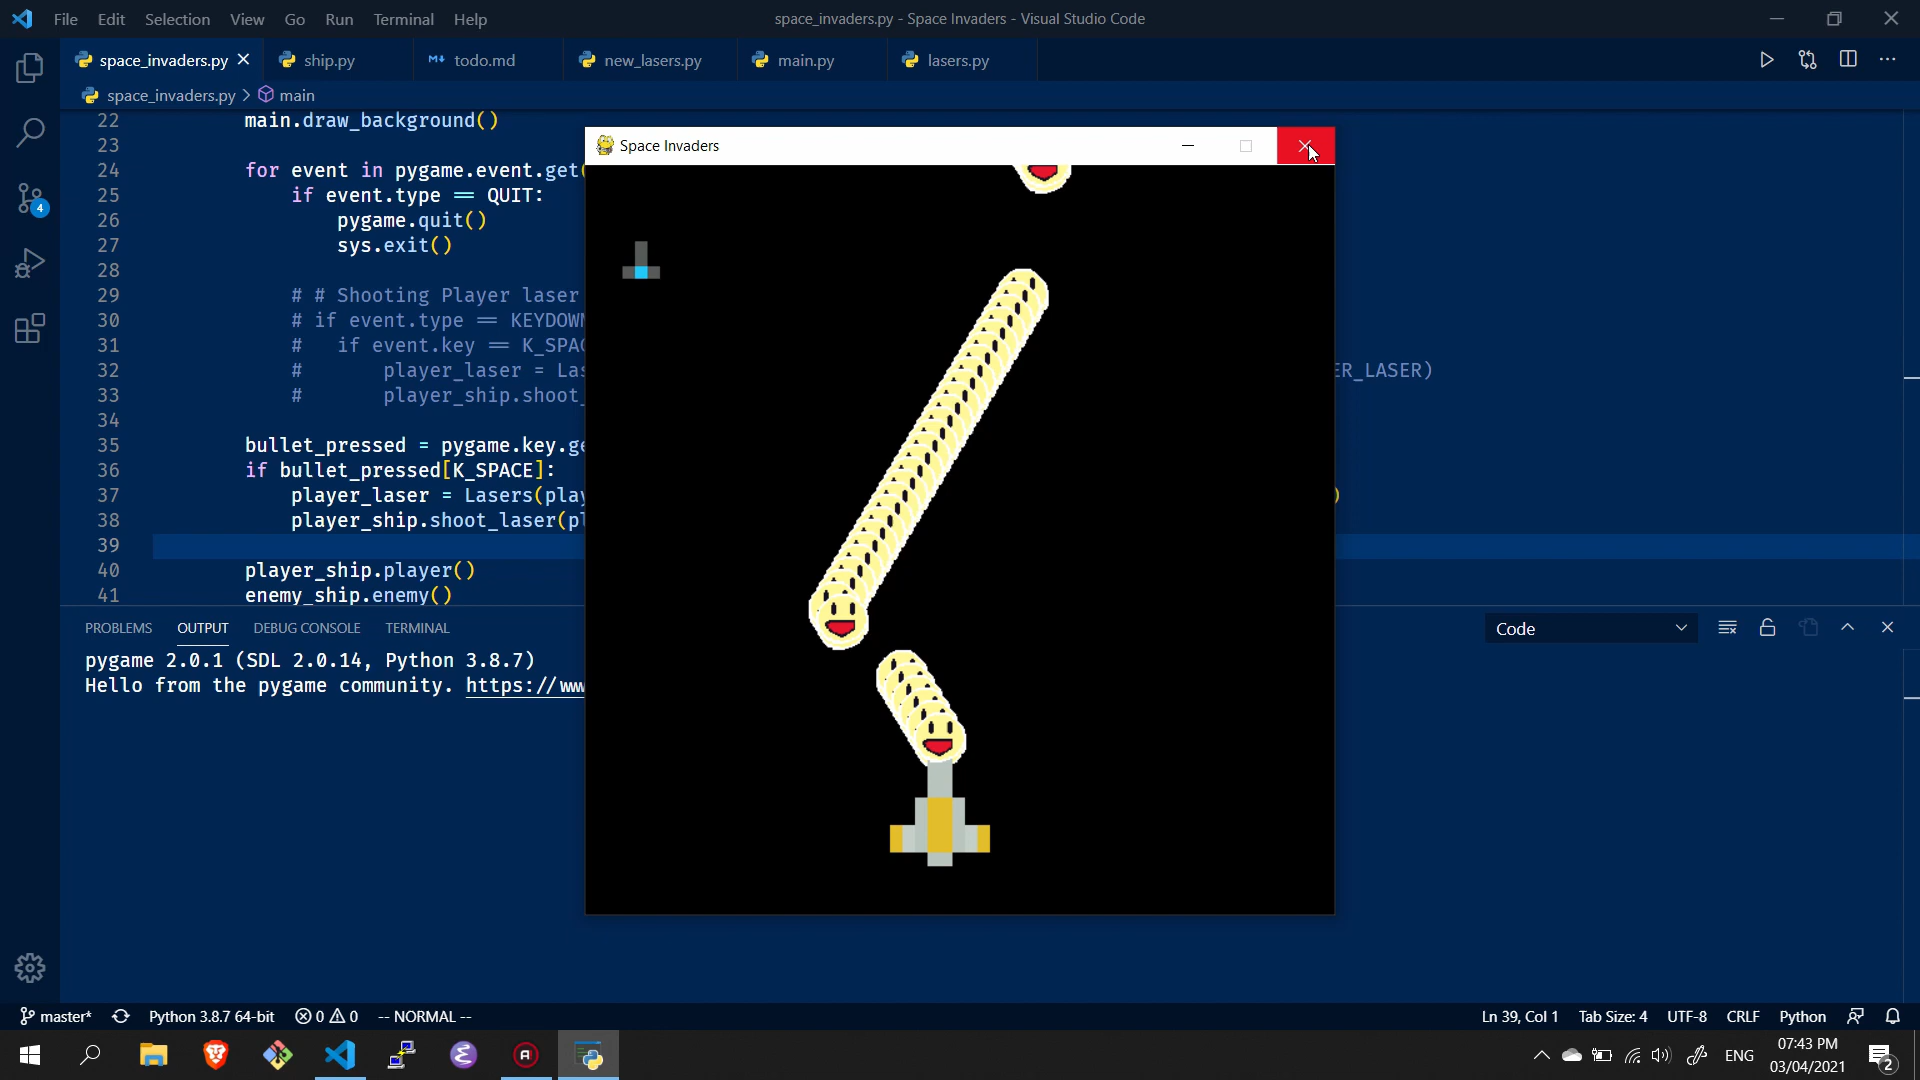 File Edit Selection View Go Run Terminal Help
space_invaders.py - Space Invaders - Visual Studio Code
space_invaders.py ship.py todo.md new_lasers.py main.py lasers.py
space_invaders.py > main
22 main.draw_background()
23
24 for event in pygame.event.get(
25 if event.type == QUIT:
26 pygame.quit()
27 sys.exit()
28
29 # # Shooting Player laser
30 # if event.type == KEYDOWN
31 # if event.key == K_SPAC
32 # player_laser = Las ER_LASER)
33 # player_ship.shoot_
34
35 bullet_pressed = pygame.key.ge
36 if bullet_pressed[K_SPACE]:
37 player_laser = Lasers(play )
38 player_ship.shoot_laser(pl
39
40 player_ship.player()
41 enemy_ship.enemy()
Space Invaders
PROBLEMS OUTPUT DEBUG CONSOLE TERMINAL
Code
pygame 2.0.1 (SDL 2.0.14, Python 3.8.7)
Hello from the pygame community. https://ww
4
master* Python 3.8.7 64-bit 0 0 -- NORMAL --
Ln 39, Col 1 Tab Size: 4 UTF-8 CRLF Python
ENG
07:43 PM
03/04/2021
2